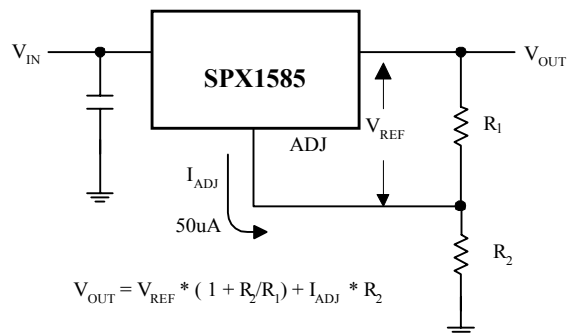 V_IN
SPX1585
V_OUT
V_REF
R_1
ADJ
I_ADJ
50uA
R_2
V_OUT = V_REF * ( 1 + R_2/R_1) + I_ADJ * R_2